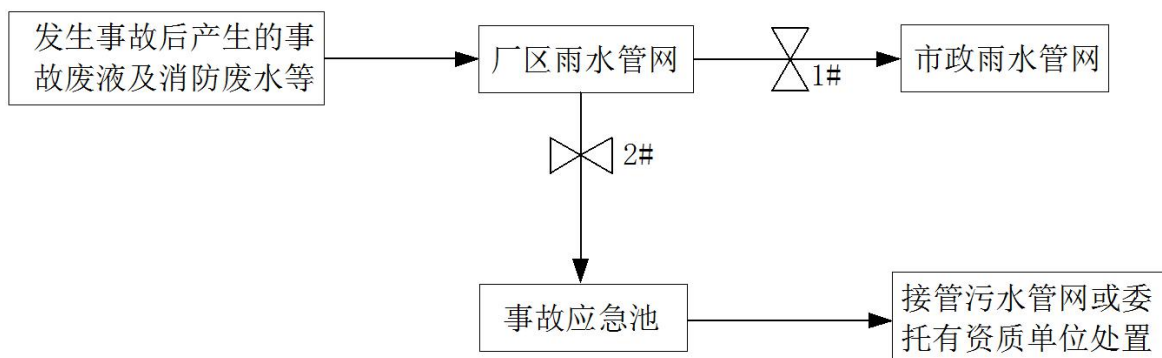 发生事故后产生的事
故废液及消防废水等
厂区雨水管网
1#
市政雨水管网
2#
事故应急池
接管污水管网或委
托有资质单位处置